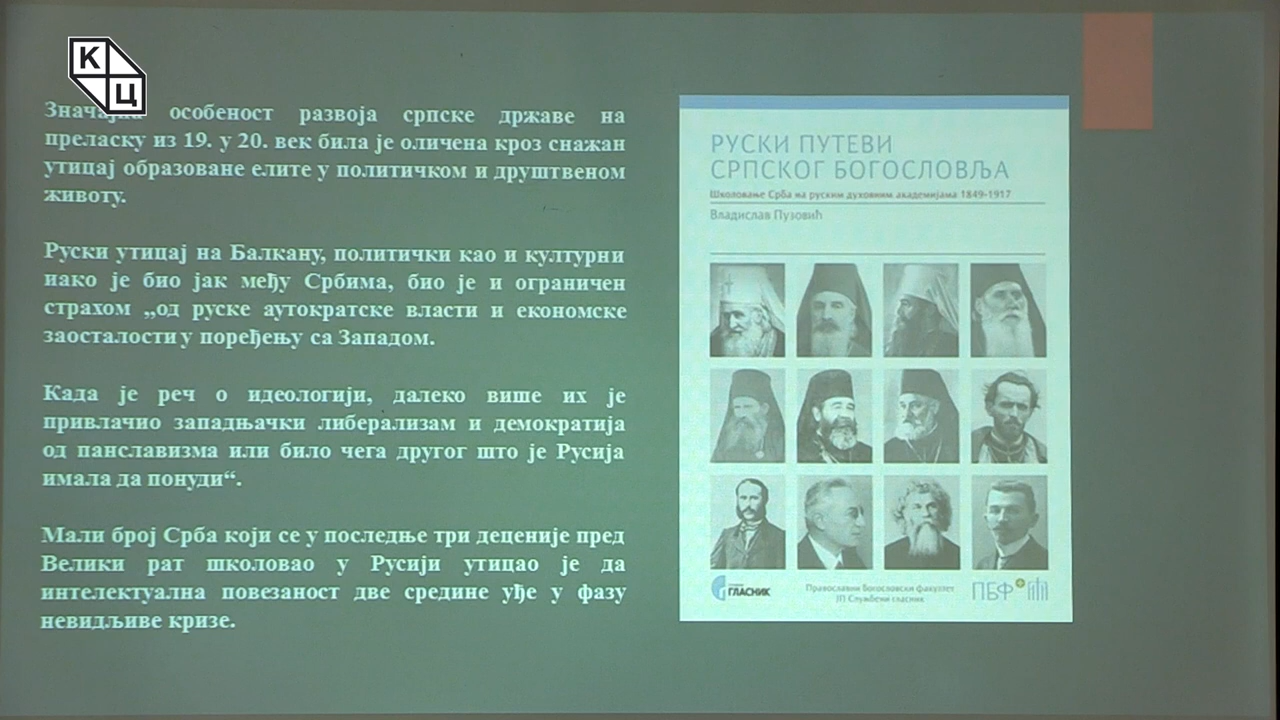 К
Ц
особеност развоја српске државе на
преласку из 19. у 20. век била је оличена кроз снажан
утицај образоване елите у политичком и друштвеном
животу.
Руски утицај на Балкану, политички као и културни
иако је био јак међу Србима, био је и ограничен
страхом „од руске аутократске власти и економске
заосталости у поређењу са Западом.
Када је реч о идеологији, далеко више их је
привлачио западњачки либерализам и демократија
од панславизма или било чега другог што је Русија
имала да понуди“.
Мали број Срба који се у последње три деценије пред
Велики рат школовао у Русији утицао је да
интелектуална повезаност две средине уђе у фазу
невидљиве кризе.
РУСКИ ПУТЕВИ
СРПСКОГ БОГОСЛОВЉА
Школовање Срба на руским духовним академијама 1849-1917
Владислав Пузовић
ГЛАСНИК
Православни богословски факултет
ЈП Службени гласник
ПБФ